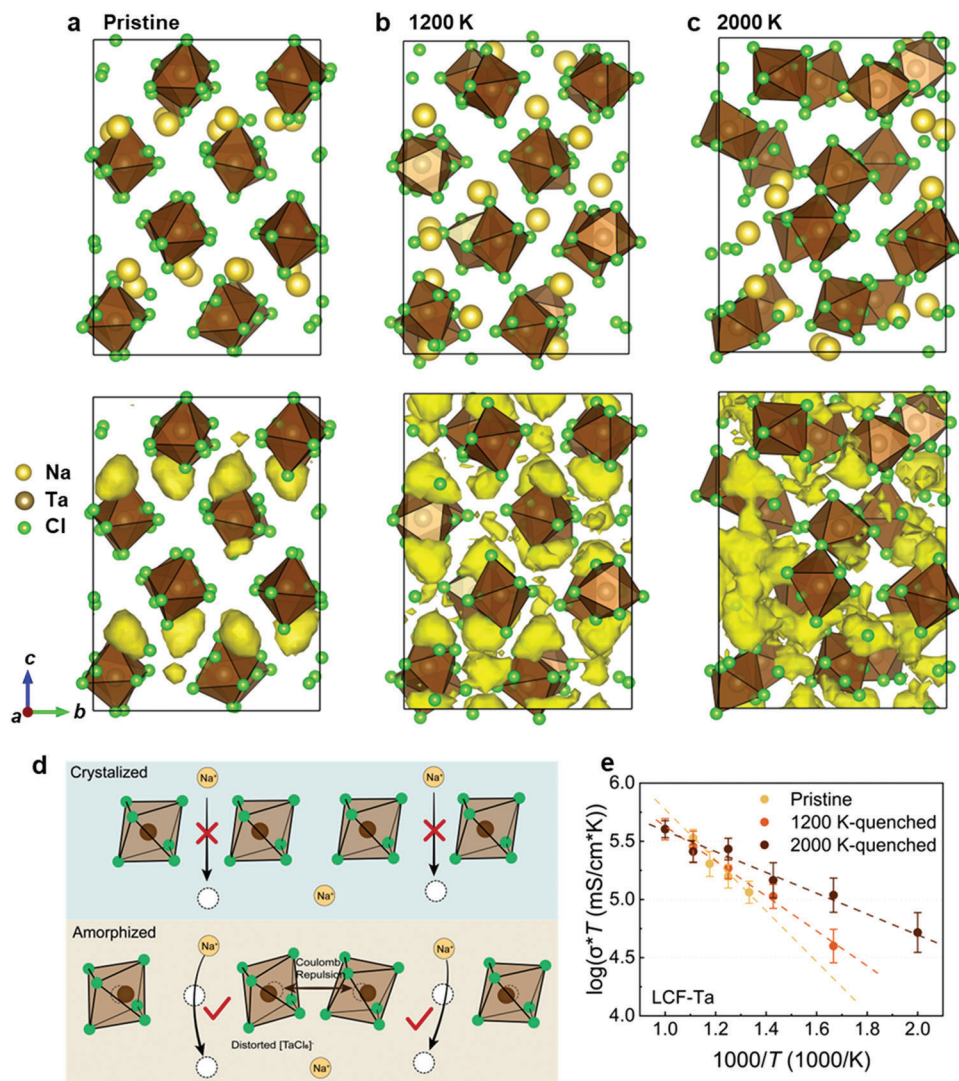 a Pristine
b 1200 K
c 2000 K
Na
Ta
Cl
c
a
b
d
Crystalized
Na⁺
Na⁺
Na⁺
Amorphized
Na⁺
Na⁺
Coulomb
Repulsion
Distorted [TaCl₆]⁻
Na⁺
e
Pristine
1200 K-quenched
2000 K-quenched
log(σ*T (mS/cm*K)
6.0
5.5
5.0
4.5
4.0
LCF-Ta
1.0 1.2 1.4 1.6 1.8 2.0
1000/T (1000/K)